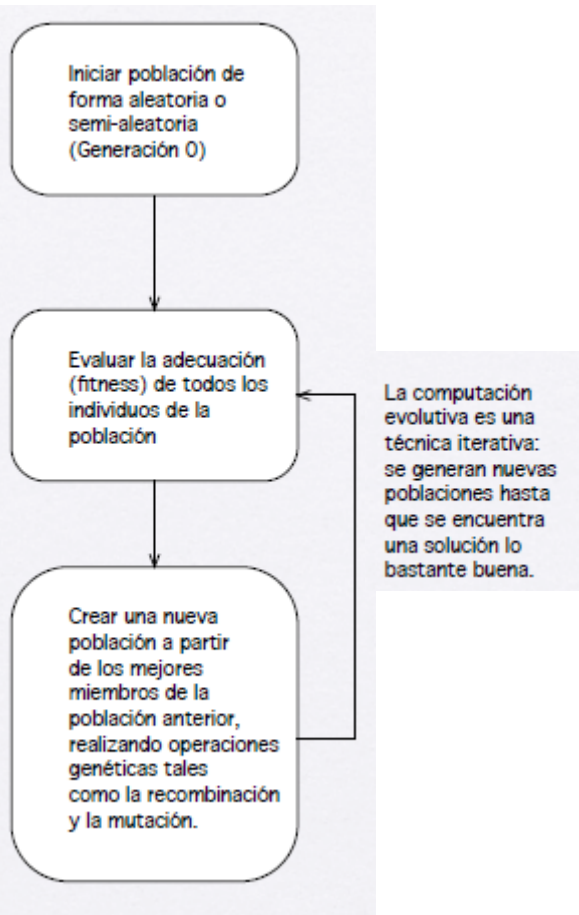 Iniciar población de
forma aleatoria o
semi-aleatoria
(Generación 0)
Evaluar la adecuación
(fitness) de todos los
individuos de la
población
La computación
evolutiva es una
técnica iterativa:
se generan nuevas
poblaciones hasta
que se encuentra
una solución lo
bastante buena.
Crear una nueva
población a partir
de los mejores
miembros de la
población anterior,
realizando operaciones
genéticas tales
como la recombinación
y la mutación.